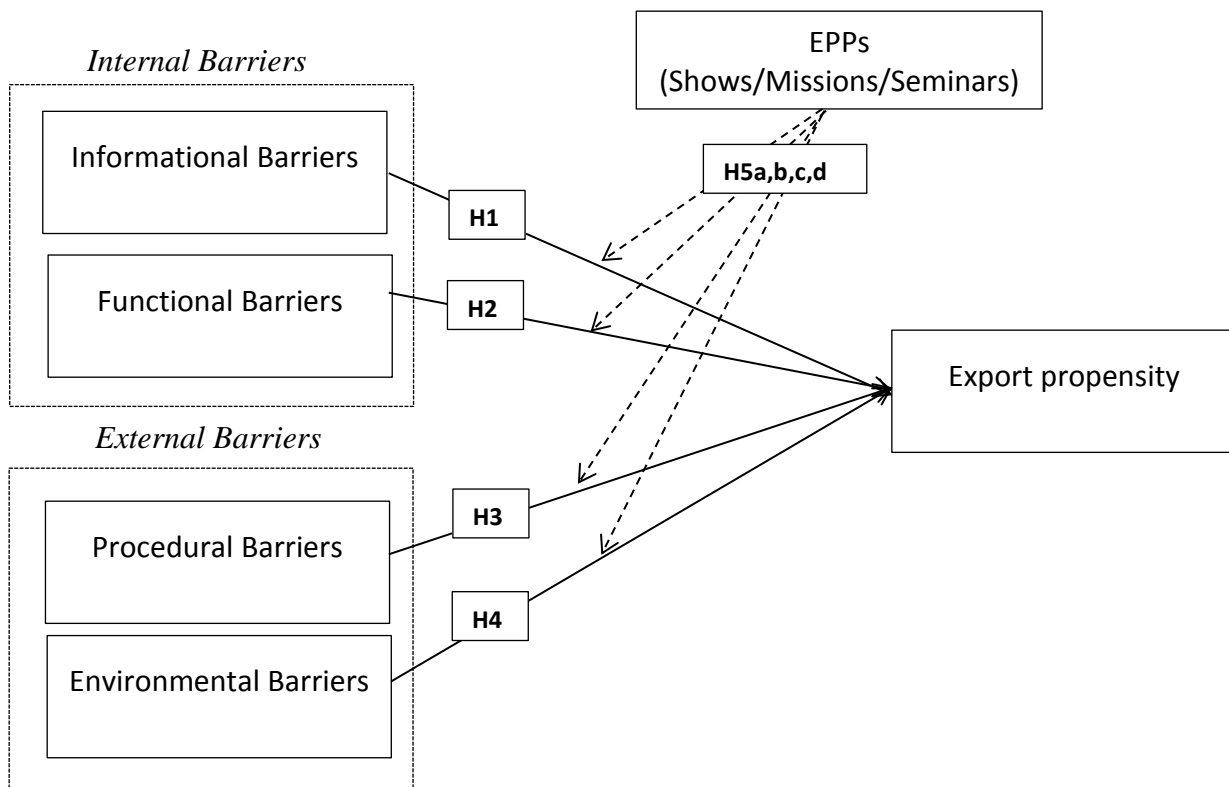 EPPs
(Shows/Missions/Seminars)
Internal Barriers
Informational Barriers
H5a,b,c,d
H1
Functional Barriers
H2
Export propensity
External Barriers
Procedural Barriers
H3
H4
Environmental Barriers